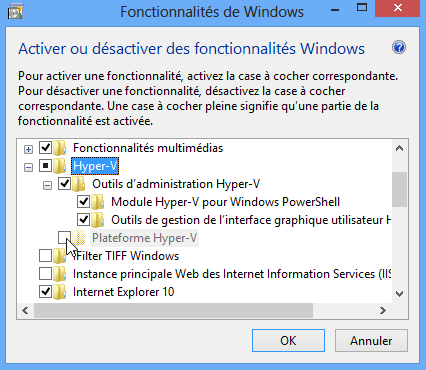 Fonctionnalités de Windows
Activer ou désactiver des fonctionnalités Windows
Pour activer une fonctionnalité, activez la case à cocher correspondante.
Pour désactiver une fonctionnalité, désactivez la case à cocher
correspondante. Une case à cocher pleine signifie qu'une partie de la
fonctionnalité est activée.
Fonctionnalités multimédias
Hyper-V
Outils d'administration Hyper-V
Module Hyper-V pour Windows PowerShell
Outils de gestion de l'interface graphique utilisateur H
Plateforme Hyper-V
iFilter TIFF Windows
Instance principale Web des Internet Information Services (IIS
Internet Explorer 10
OK Annuler